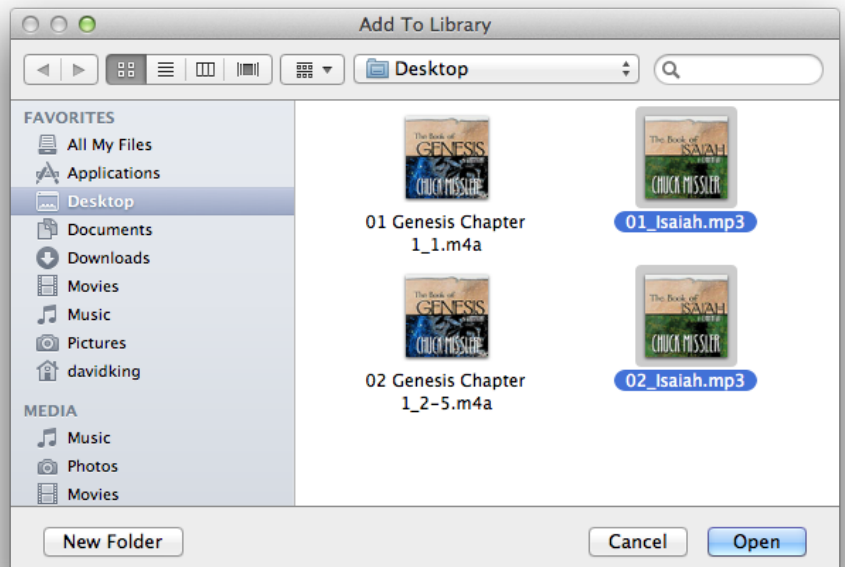 Add To Library
Desktop
FAVORITES
All My Files
Applications
Desktop
Documents
Downloads
Movies
Music
Pictures
davidking
MEDIA
Music
Photos
Movies
The Book of
GENESIS
CHUCK MISSLER
01 Genesis Chapter
1_1.m4a
The Book of
ISAIAH
CHUCK MISSLER
01_Isaiah.mp3
The Book of
GENESIS
CHUCK MISSLER
02 Genesis Chapter
1_2-5.m4a
The Book of
ISAIAH
CHUCK MISSLER
02_Isaiah.mp3
New Folder
Cancel
Open